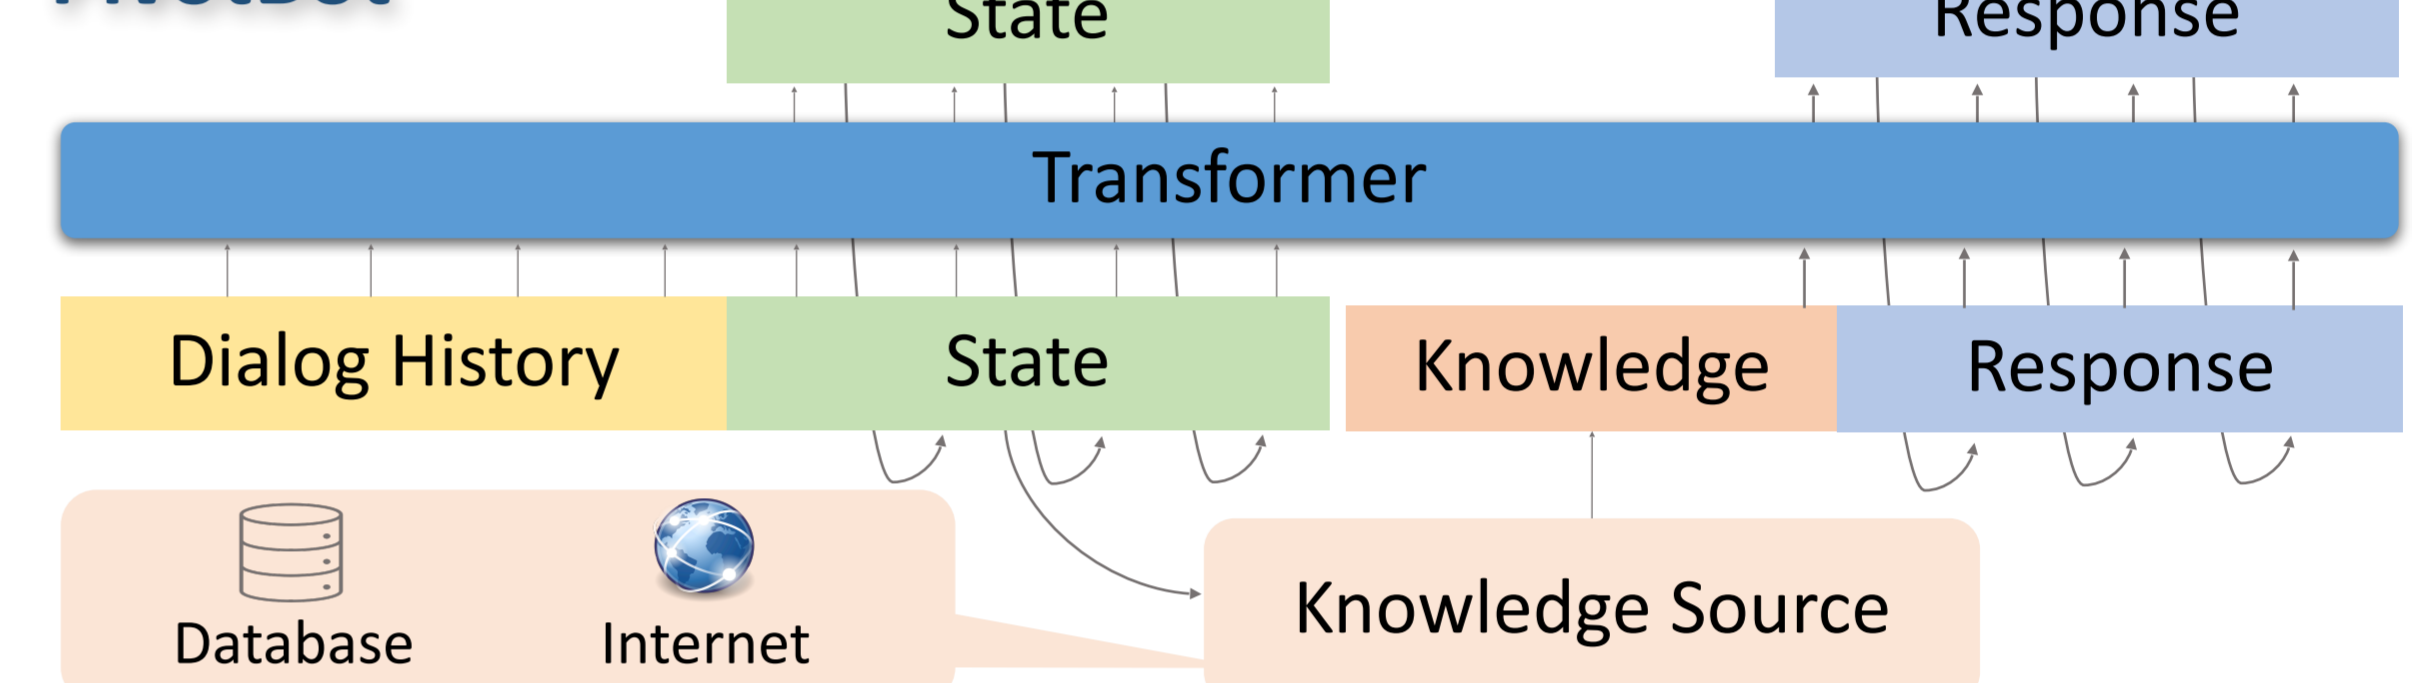 State
Response
Transformer
Dialog History
State
Knowledge
Response
Database
Internet
Knowledge Source